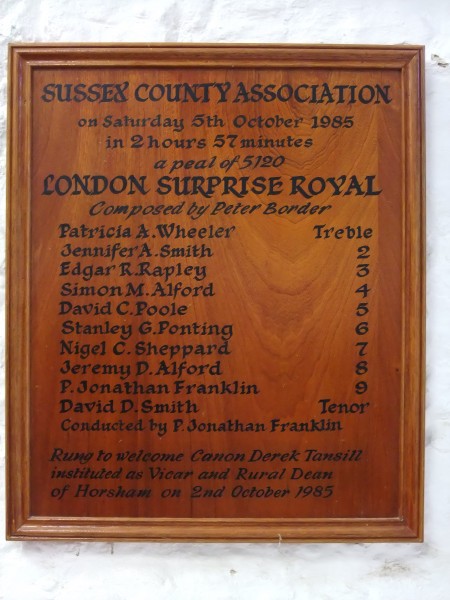 SUSSEX COUNTY ASSOCIATION
on Saturday 5th October 1985
in 2 hours 57 minutes
a peal of 5120
LONDON SURPRISE ROYAL
Composed by Peter Border
Patricia A. Wheeler Treble
Jennifer A. Smith 2
Edgar R. Rapley 3
Simon M. Alford 4
David C. Poole 5
Stanley G. Ponting 6
Nigel C. Sheppard 7
Jeremy D. Alford 8
P. Jonathan Franklin 9
David D. Smith Tenor
Conducted by P. Jonathan Franklin
Rung to welcome Canon Derek Tansill
instituted as Vicar and Rural Dean
of Horsham on 2nd October 1985